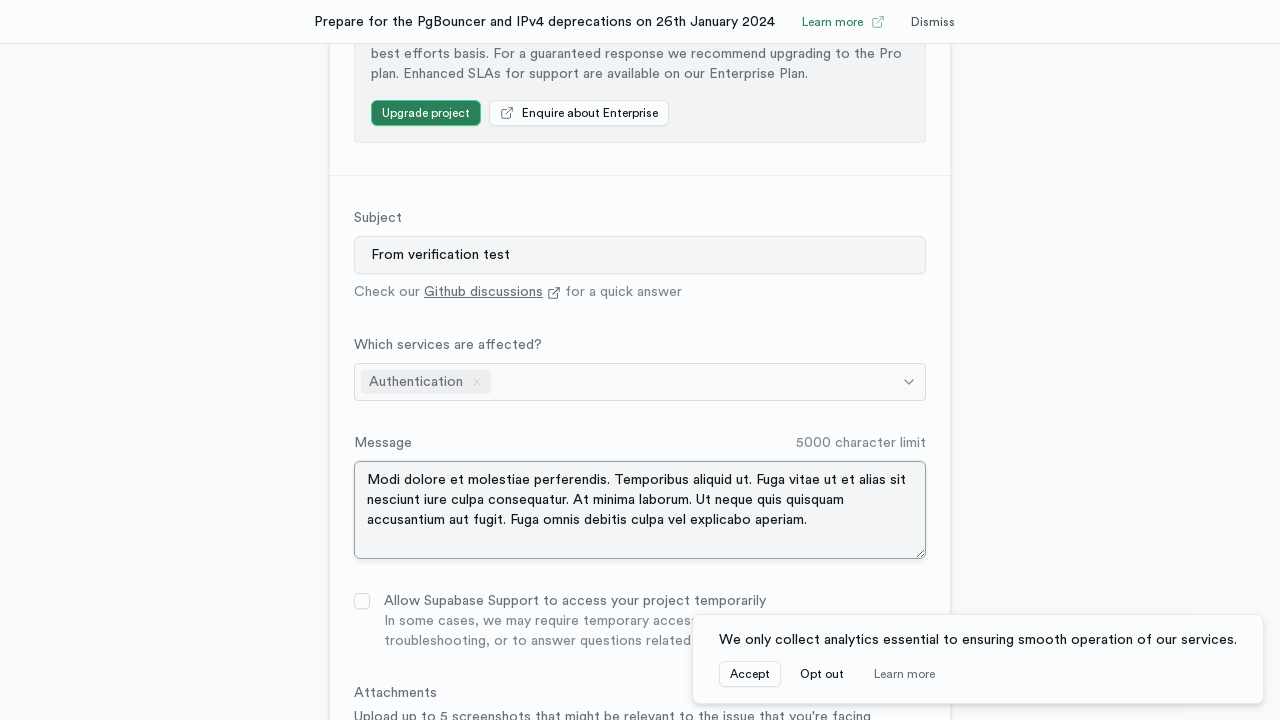 Prepare for the PgBouncer and IPv4 deprecations on 26th January 2024 Learn more Dismiss
best efforts basis. For a guaranteed response we recommend upgrading to the Pro
plan. Enhanced SLAs for support are available on our Enterprise Plan.
Upgrade project Enquire about Enterprise
Subject
From verification test
Check our Github discussions for a quick answer
Which services are affected?
Authentication
Message 5000 character limit
Modi dolore et molestiae perferendis. Temporibus aliquid ut. Fuga vitae ut et alias sit
nesciunt iure culpa consequatur. At minima laborum. Ut neque quis quisquam
accusantium aut fugit. Fuga omnis debitis culpa vel explicabo aperiam.
Allow Supabase Support to access your project temporarily
In some cases, we may require temporary access
troubleshooting, or to answer questions related
We only collect analytics essential to ensuring smooth operation of our services.
Accept Opt out Learn more
Attachments
Upload up to 5 screenshots that might be relevant to the issue that you're facing